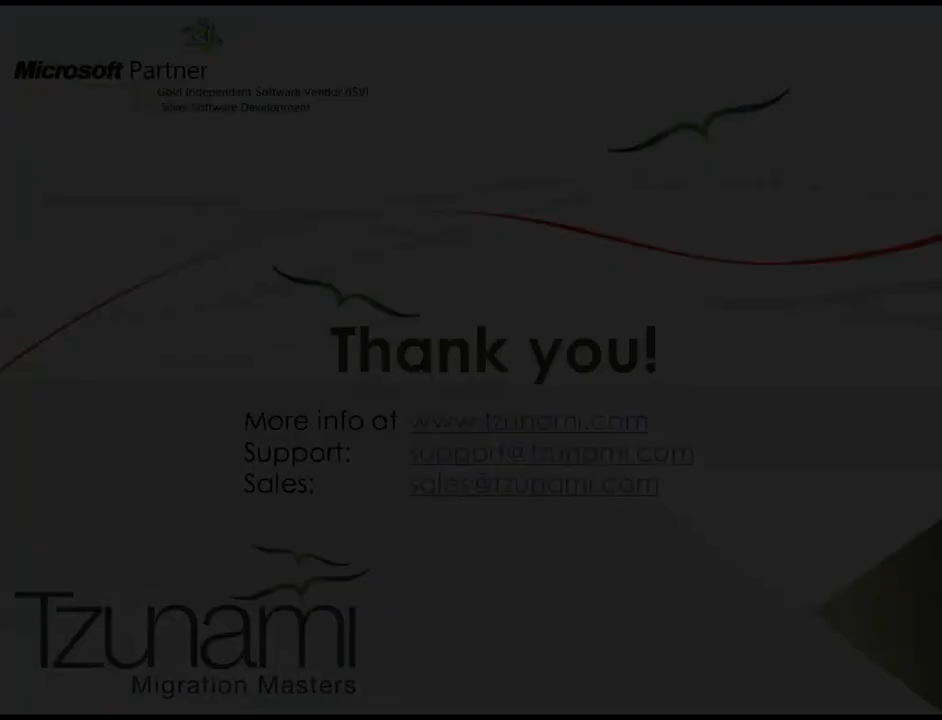 Microsoft Partner
Gold Independent Software Vendor (ISV)
Silver Software Development
Thank you!
More info at www.tzunami.com
Support: support@tzunami.com
Sales: sales@tzunami.com
Tzunami
Migration Masters